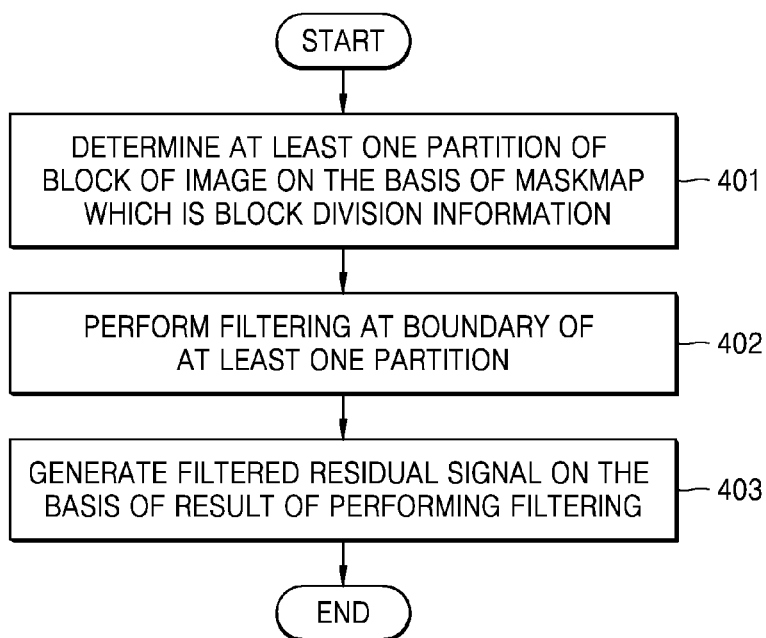 START
DETERMINE AT LEAST ONE PARTITION OF
BLOCK OF IMAGE ON THE BASIS OF MASKMAP
WHICH IS BLOCK DIVISION INFORMATION
401
PERFORM FILTERING AT BOUNDARY OF
AT LEAST ONE PARTITION
402
GENERATE FILTERED RESIDUAL SIGNAL ON THE
BASIS OF RESULT OF PERFORMING FILTERING
403
END